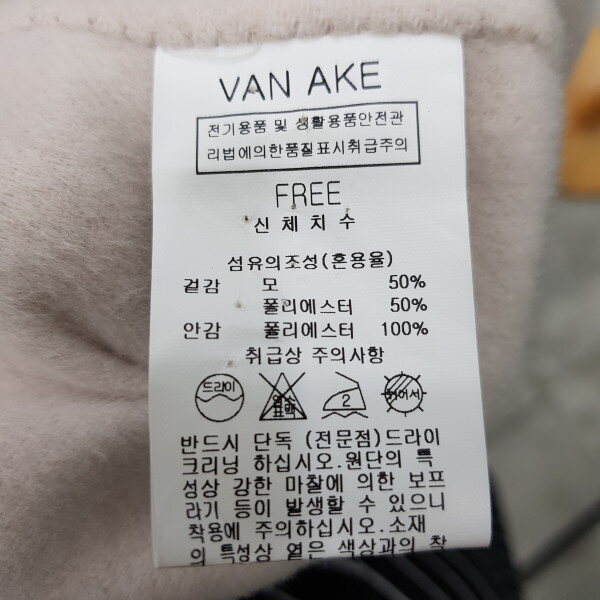 VAN AKE
전기용품 및 생활용품안전관
리법에의한품질표시취급주의
FREE
신체치수
섬유의조성(혼용율)
겉감 모 50%
폴리에스터 50%
안감 폴리에스터 100%
취급상 주의사항
드라이 염소 표백 2
반드시 단독 (전문점)드라이
크리닝 하십시오.원단의 특
성상 강한 마찰에 의한 보프
라기 등이 발생할 수 있으니
착용에 주의하십시오.소재
의 특성상 옅은 색상과의 착